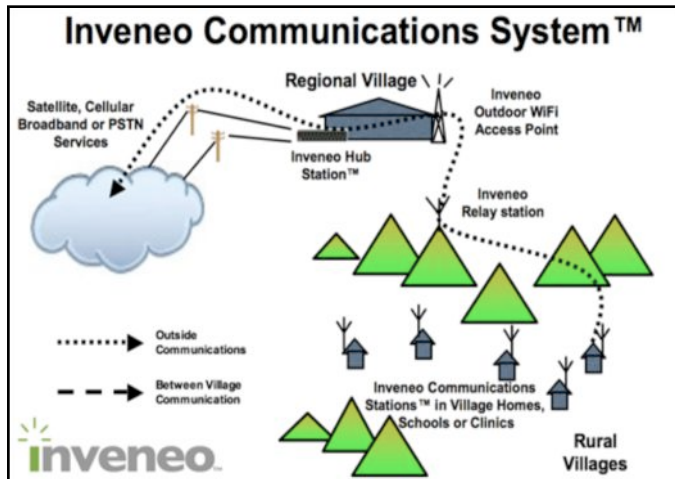 Inveneo Communications System™
Regional Village
Satellite, Cellular
Broadband or PSTN
Services
Inveneo
Outdoor WiFi
Access Point
Inveneo Hub
Station™
Inveneo
Relay station
Outside
Communications
Between Village
Communication
Inveneo Communications
Stations™ in Village Homes,
Schools or Clinics
Rural
Villages
inveneo™